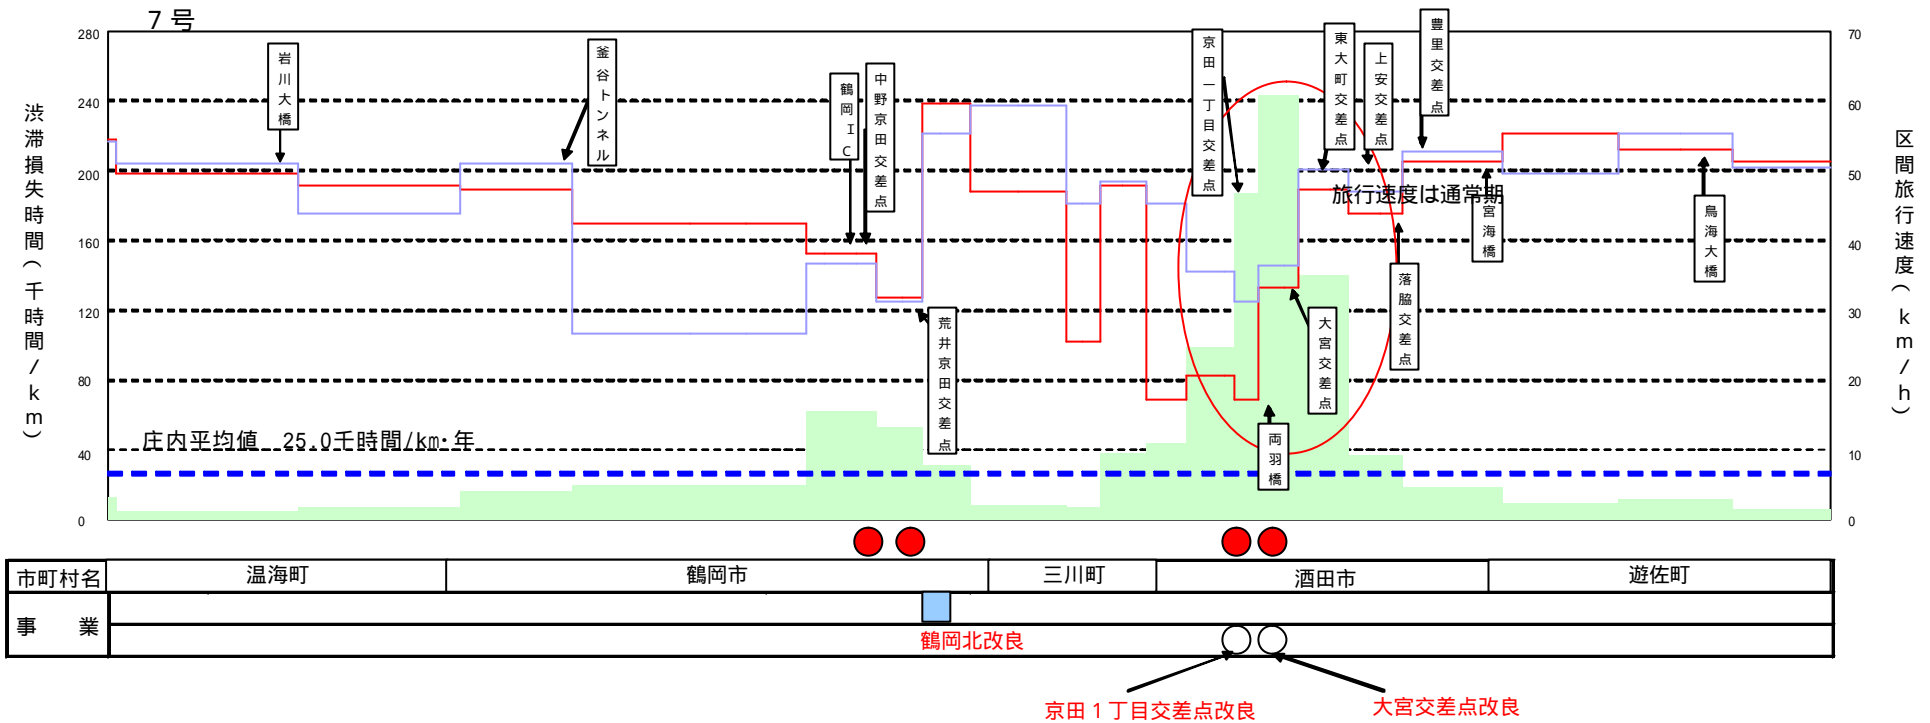 7号
280
240
200
160
120
80
40
0
渋滞損失時間(千時間/km)
70
60
50
40
30
20
10
0
区間旅行速度(km/h)
岩川大橋
釜谷トンネル
鶴岡IC
中野京田交差点
荒井京田交差点
京田一丁目交差点
東大町交差点
上安交差点
豊里交差点
旅行速度は通常期
宮海橋
鳥海大橋
落脇交差点
大宮交差点
両羽橋
庄内平均値 25.0千時間/km・年
市町村名
温海町
鶴岡市
三川町
酒田市
遊佐町
事 業
鶴岡北改良
京田1丁目交差点改良
大宮交差点改良